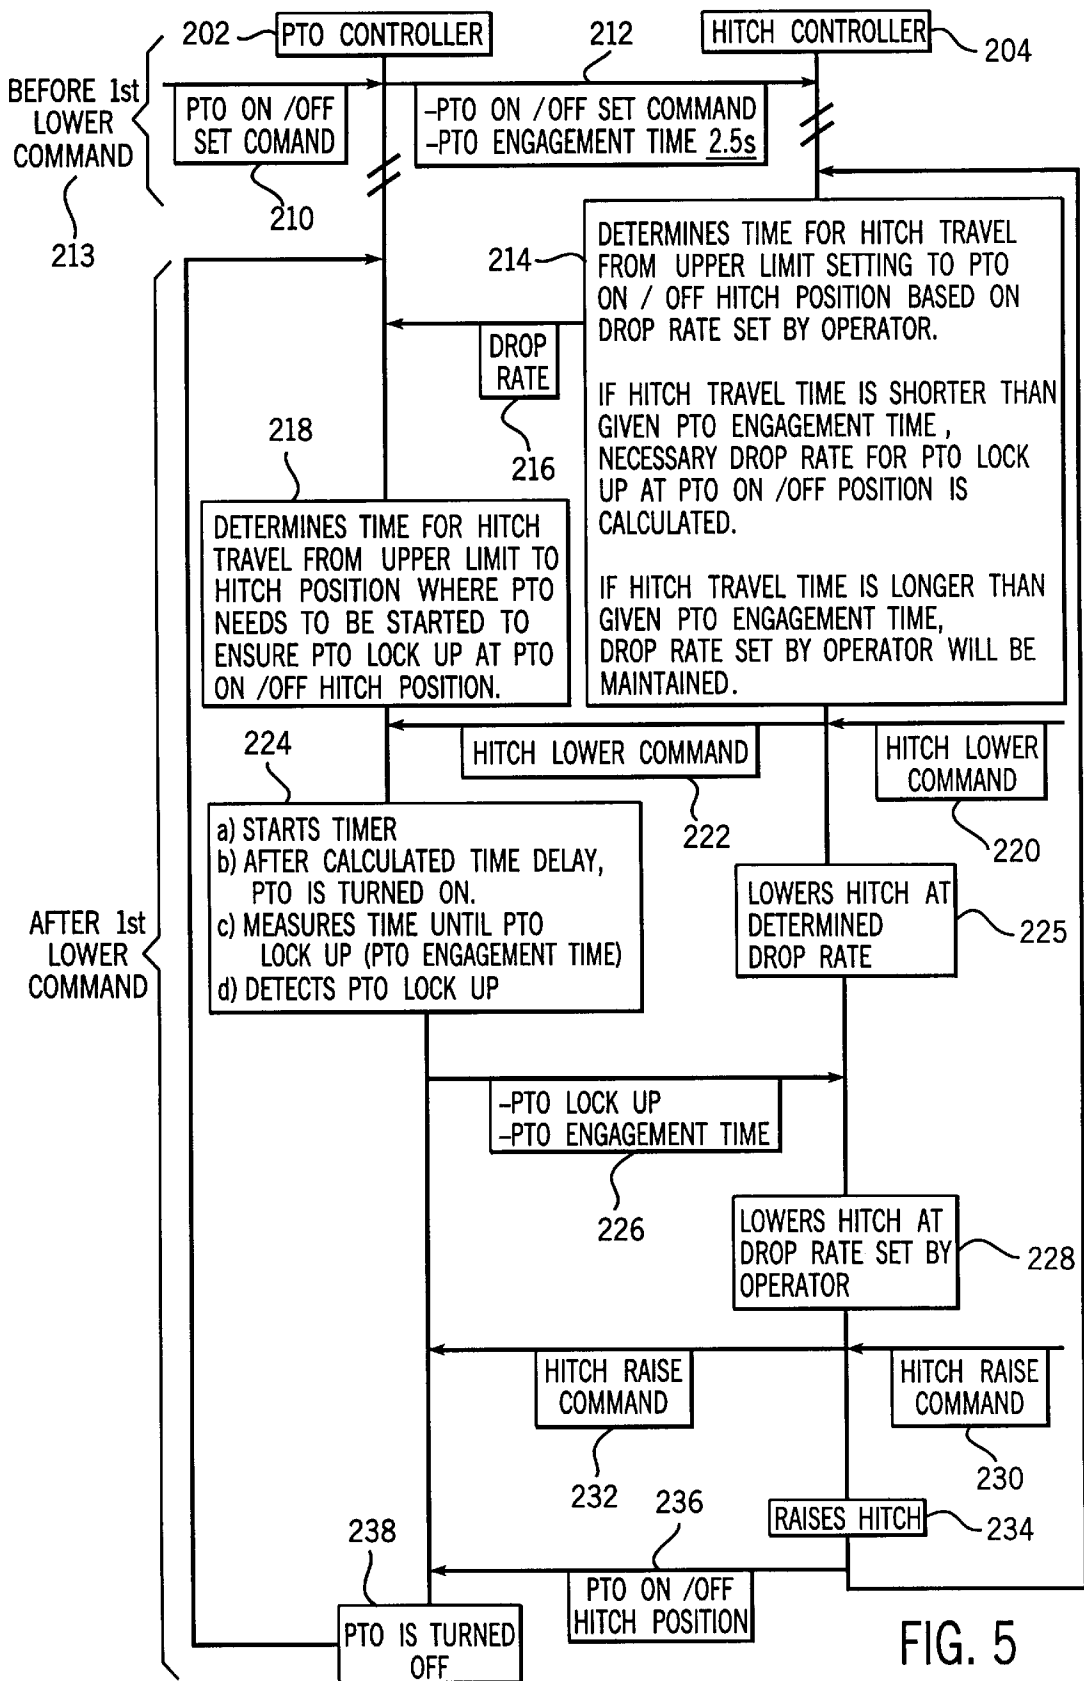 202
PTO CONTROLLER
212
HITCH CONTROLLER
204
BEFORE 1st
LOWER
COMMAND
213
PTO ON /OFF
SET COMAND
210
–PTO ON /OFF SET COMMAND
–PTO ENGAGEMENT TIME 2.5s
214
DETERMINES TIME FOR HITCH TRAVEL
FROM UPPER LIMIT SETTING TO PTO
ON / OFF HITCH POSITION BASED ON
DROP RATE SET BY OPERATOR.
IF HITCH TRAVEL TIME IS SHORTER THAN
GIVEN PTO ENGAGEMENT TIME ,
NECESSARY DROP RATE FOR PTO LOCK
UP AT PTO ON /OFF POSITION IS
CALCULATED.
IF HITCH TRAVEL TIME IS LONGER THAN
GIVEN PTO ENGAGEMENT TIME,
DROP RATE SET BY OPERATOR WILL BE
MAINTAINED.
DROP
RATE
216
218
DETERMINES TIME FOR HITCH
TRAVEL FROM UPPER LIMIT TO
HITCH POSITION WHERE PTO
NEEDS TO BE STARTED TO
ENSURE PTO LOCK UP AT PTO
ON /OFF HITCH POSITION.
HITCH LOWER COMMAND
222
HITCH LOWER
COMMAND
220
224
a) STARTS TIMER
b) AFTER CALCULATED TIME DELAY,
PTO IS TURNED ON.
c) MEASURES TIME UNTIL PTO
LOCK UP (PTO ENGAGEMENT TIME)
d) DETECTS PTO LOCK UP
LOWERS HITCH AT
DETERMINED
DROP RATE
225
AFTER 1st
LOWER
COMMAND
–PTO LOCK UP
–PTO ENGAGEMENT TIME
226
LOWERS HITCH AT
DROP RATE SET BY
OPERATOR
228
HITCH RAISE
COMMAND
232
HITCH RAISE
COMMAND
230
RAISES HITCH
234
236
PTO ON /OFF
HITCH POSITION
238
PTO IS TURNED
OFF
FIG. 5